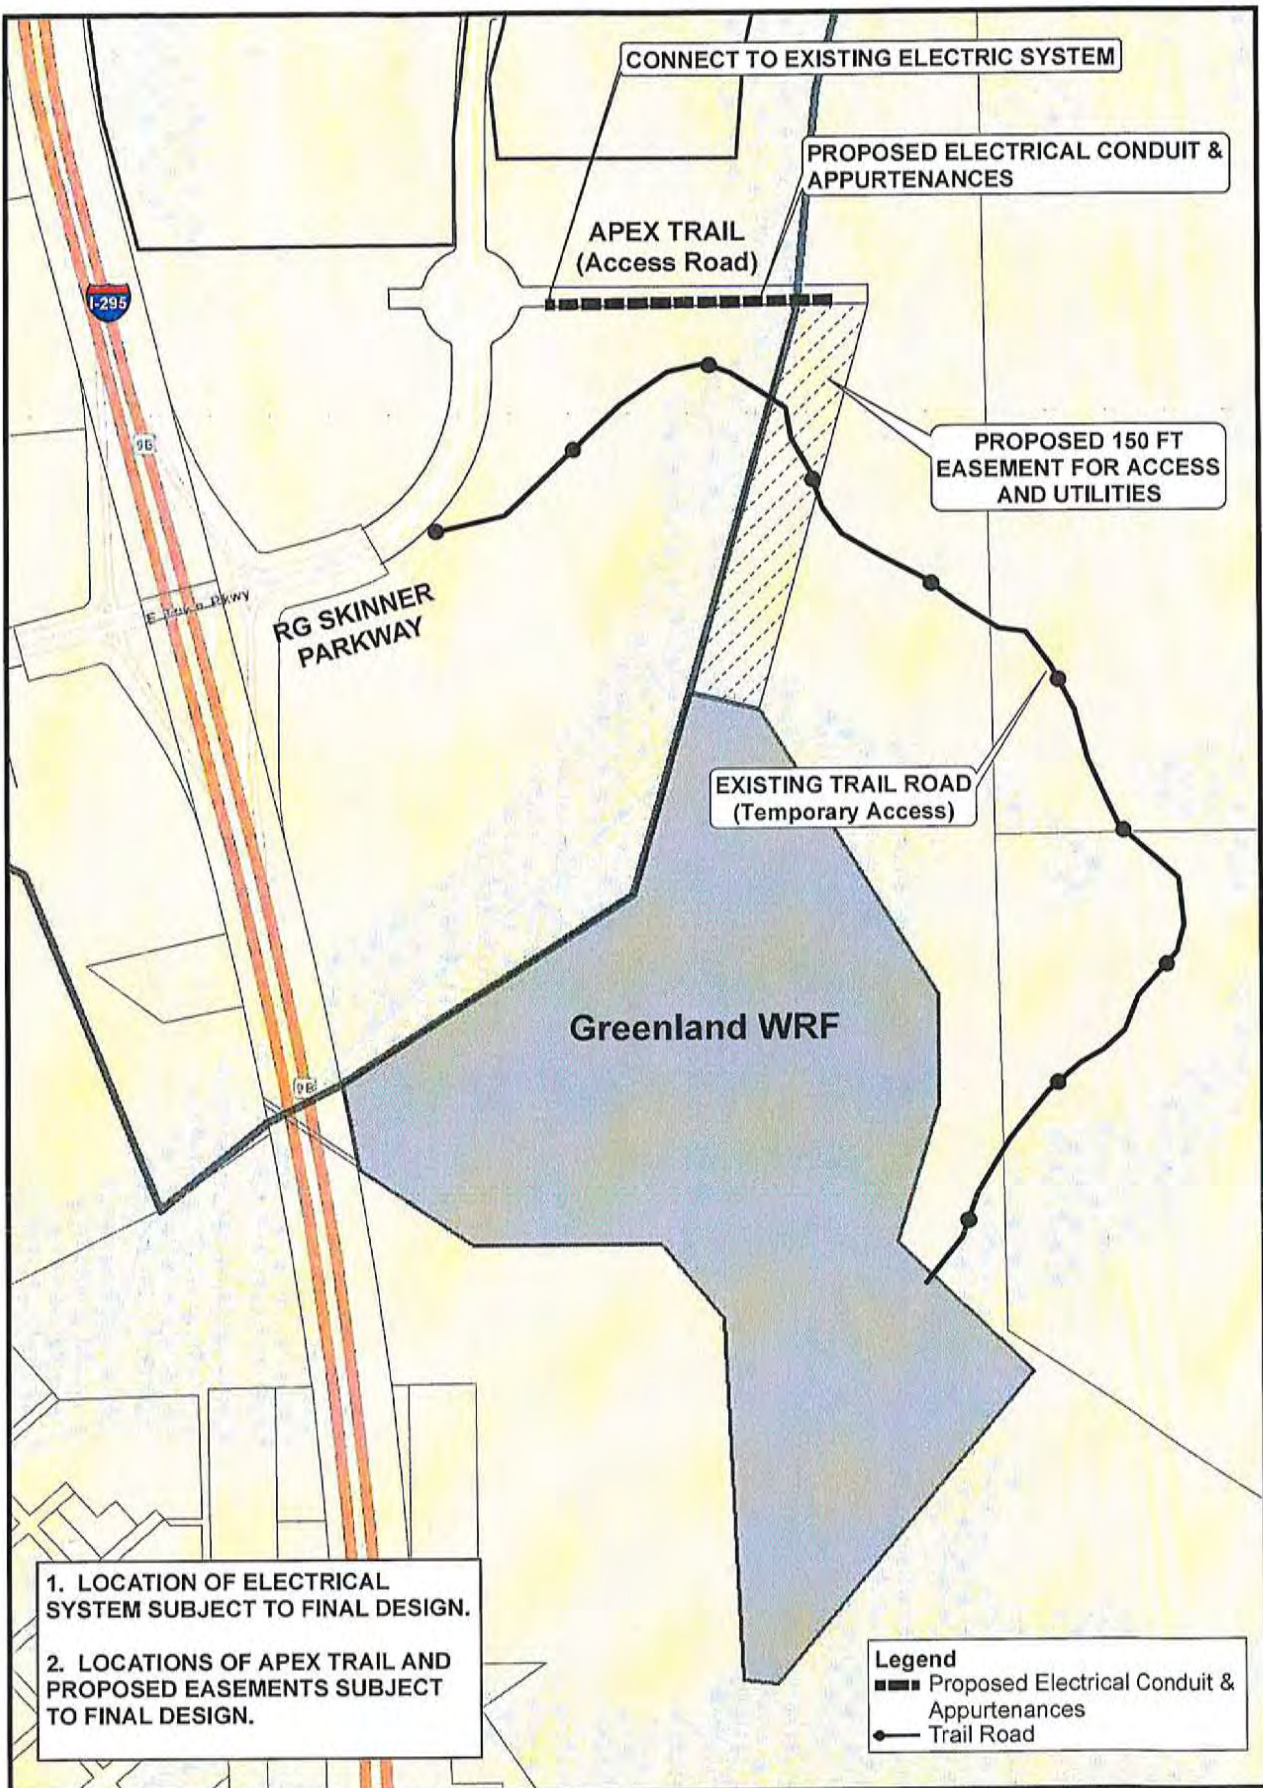 CONNECT TO EXISTING ELECTRIC SYSTEM
PROPOSED ELECTRICAL CONDUIT &
APPURTENANCES
APEX TRAIL
(Access Road)
I-295
9B
PROPOSED 150 FT
EASEMENT FOR ACCESS
AND UTILITIES
RG SKINNER
PARKWAY
Pkwy
EXISTING TRAIL ROAD
(Temporary Access)
Greenland WRF
9B
1. LOCATION OF ELECTRICAL
SYSTEM SUBJECT TO FINAL DESIGN.
2. LOCATIONS OF APEX TRAIL AND
PROPOSED EASEMENTS SUBJECT
TO FINAL DESIGN.
Legend
Proposed Electrical Conduit &
Appurtenances
Trail Road